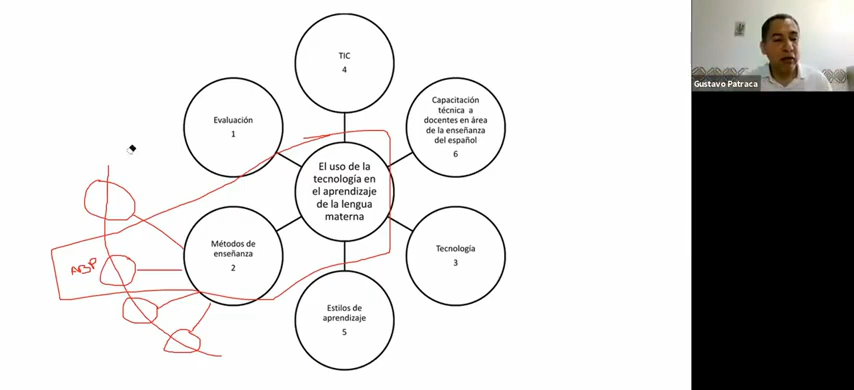 TIC
4
Evaluación
1
Capacitación
técnica a
docentes en área
de la enseñanza
del español
6
El uso de la
tecnología en
el aprendizaje
de la lengua
materna
Métodos de
enseñanza
2
Tecnología
3
Estilos de
aprendizaje
5
ABP
Gustavo Patraca